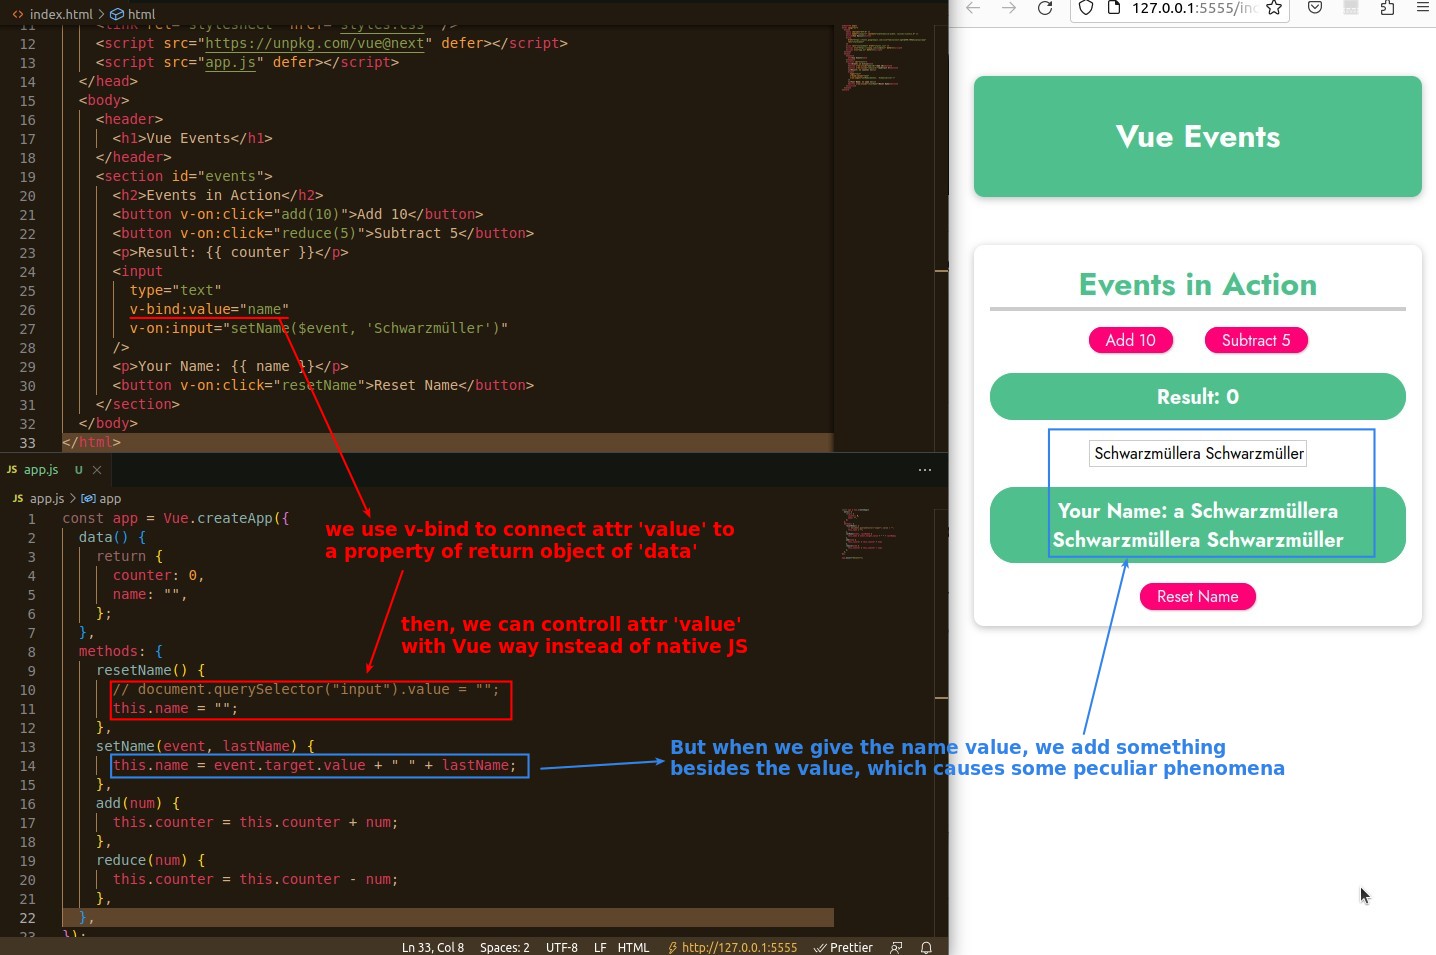 index.html > html
11 <link rel="stylesheet" href="styles.css" />
12 <script src="https://unpkg.com/vue@next" defer></script>
13 <script src="app.js" defer></script>
14 </head>
15 <body>
16 <header>
17 <h1>Vue Events</h1>
18 </header>
19 <section id="events">
20 <h2>Events in Action</h2>
21 <button v-on:click="add(10)">Add 10</button>
22 <button v-on:click="reduce(5)">Subtract 5</button>
23 <p>Result: {{ counter }}</p>
24 <input
25 type="text"
26 v-bind:value="name"
27 v-on:input="setName($event, 'Schwarzmüller')"
28 />
29 <p>Your Name: {{ name }}</p>
30 <button v-on:click="resetName">Reset Name</button>
31 </section>
32 </body>
33 </html>
JS app.js U
JS app.js > app
1 const app = Vue.createApp({
2 data() {
3 return {
4 counter: 0,
5 name: "",
6 };
7 },
8 methods: {
9 resetName() {
10 // document.querySelector("input").value = "";
11 this.name = "";
12 },
13 setName(event, lastName) {
14 this.name = event.target.value + " " + lastName;
15 },
16 add(num) {
17 this.counter = this.counter + num;
18 },
19 reduce(num) {
20 this.counter = this.counter - num;
21 },
22 },
23 });
we use v-bind to connect attr 'value' to
a property of return object of 'data'
then, we can controll attr 'value'
with Vue way instead of native JS
But when we give the name value, we add something
besides the value, which causes some peculiar phenomena
Ln 33, Col 8 Spaces: 2 UTF-8 LF HTML http://127.0.0.1:5555 Prettier
127.0.0.1:5555/inc
Vue Events
Events in Action
Add 10 Subtract 5
Result: 0
Schwarzmüllera Schwarzmüller
Your Name: a Schwarzmüllera
Schwarzmüllera Schwarzmüller
Reset Name